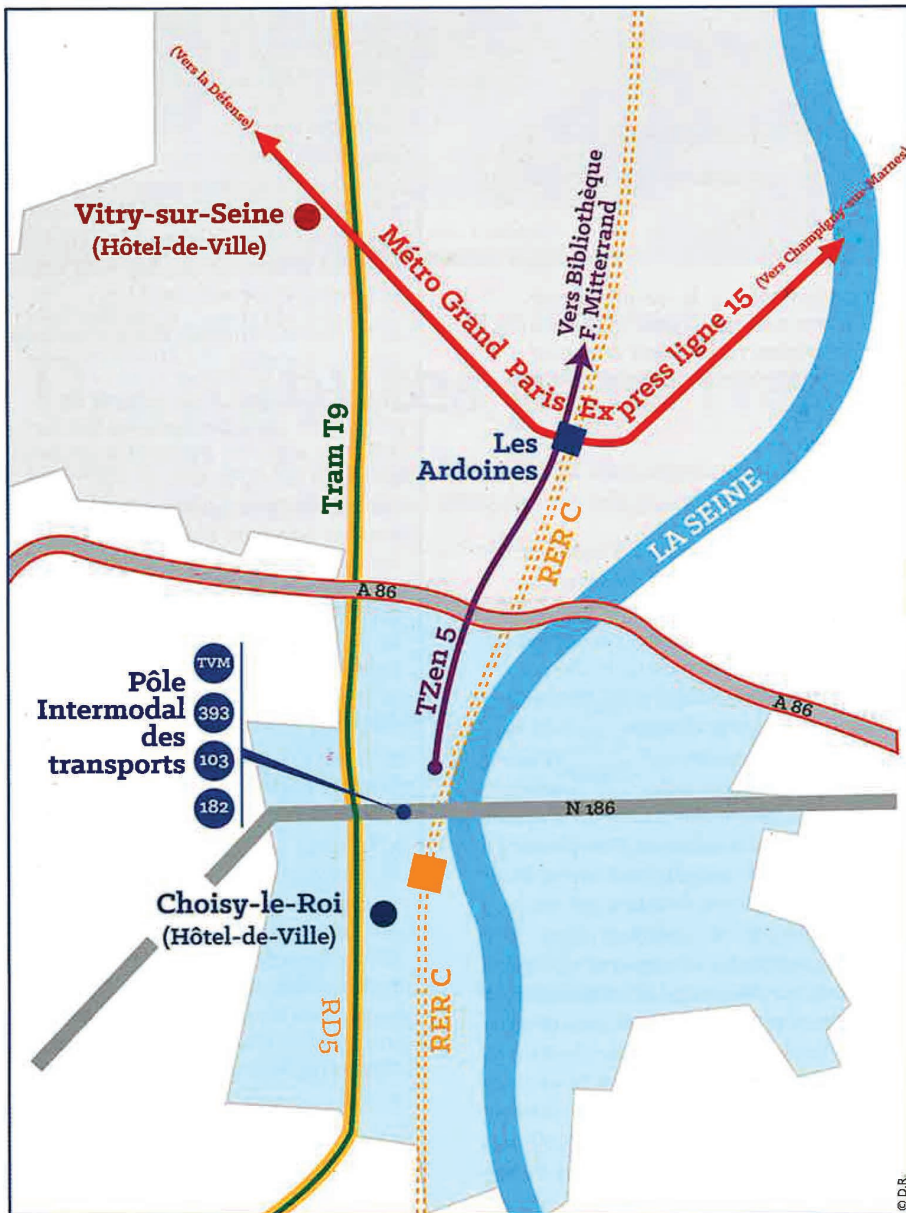 (Vers la Défense)
Vitry-sur-Seine
(Hôtel-de-Ville)
Métro Grand Paris Express ligne 15 (Vers Champigny-sur-Marnes)
Vers Bibliothèque
F. Mitterrand
Tram T9
Les
Ardoines
RER C
LA SEINE
A 86
TZen 5
A 86
Pôle
Intermodal
des
transports
TVM
393
103
182
N 186
Choisy-le-Roi
(Hôtel-de-Ville)
RD5
RER C
© D.R.